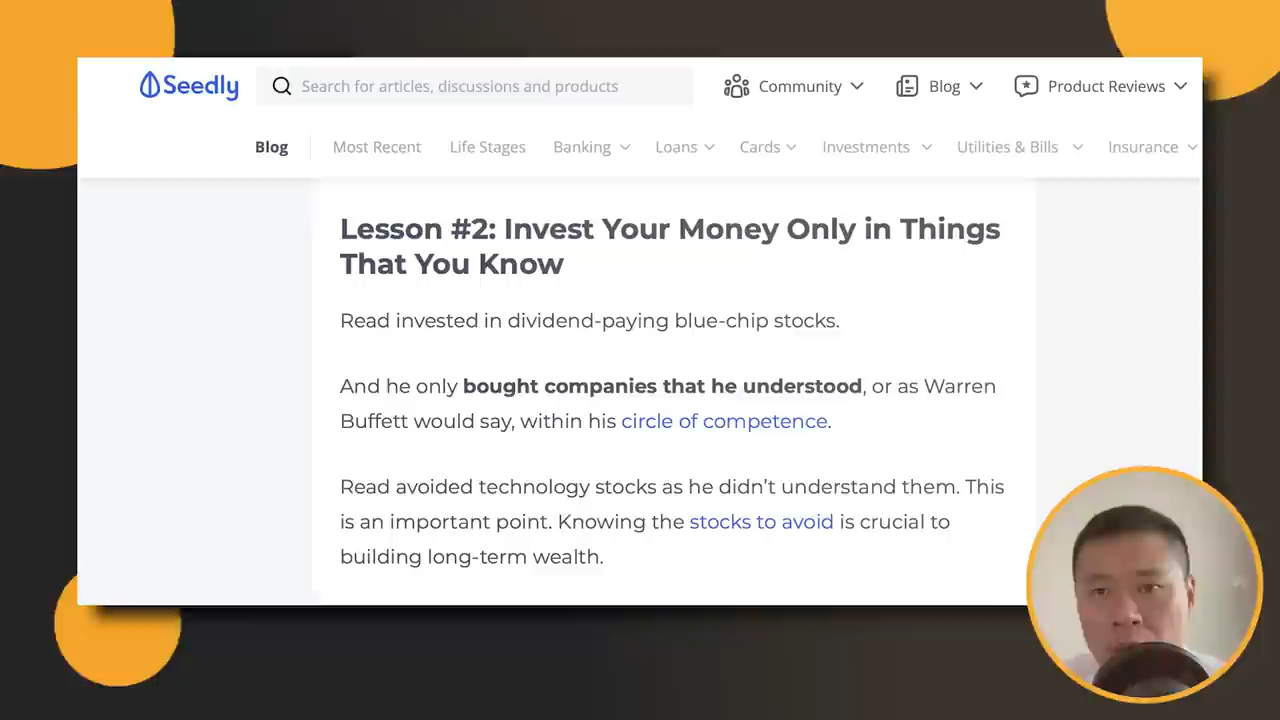 Seedly
Search for articles, discussions and products
Community
Blog
Product Reviews
Blog
Most Recent
Life Stages
Banking
Loans
Cards
Investments
Utilities & Bills
Insurance
Lesson #2: Invest Your Money Only in Things
That You Know
Read invested in dividend-paying blue-chip stocks.
And he only bought companies that he understood, or as Warren
Buffett would say, within his circle of competence.
Read avoided technology stocks as he didn’t understand them. This
is an important point. Knowing the stocks to avoid is crucial to
building long-term wealth.